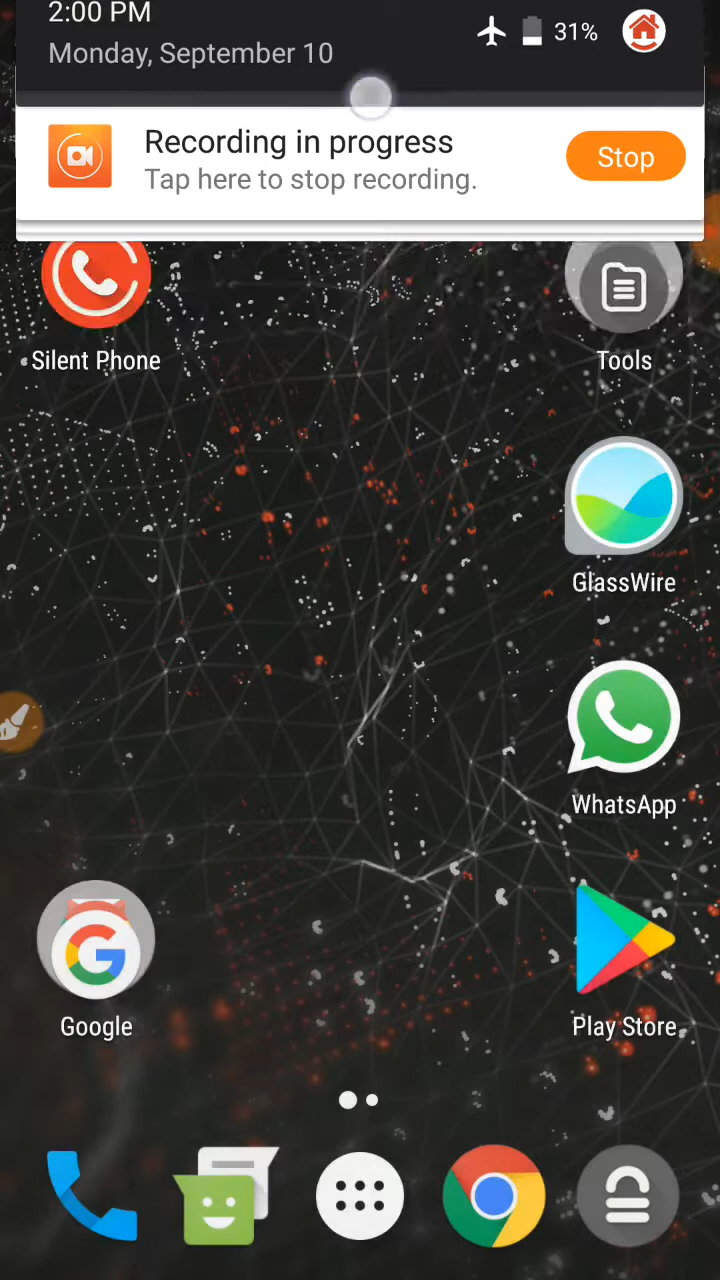 2:00 PM
Monday, September 10
31%
Recording in progress
Tap here to stop recording.
Stop
Silent Phone
Tools
GlassWire
WhatsApp
Google
Play Store